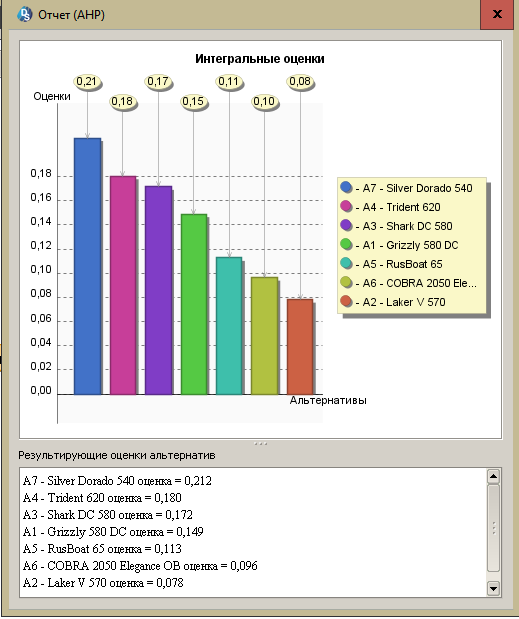 Отчет (AHP)
Интегральные оценки
0,21
0,18
0,17
0,15
0,11
0,10
0,08
Оценки
0,18
0,16
0,14
0,12
0,10
0,08
0,06
0,04
0,02
0,00
Альтернативы
- A7 - Silver Dorado 540
- A4 - Trident 620
- A3 - Shark DC 580
- A1 - Grizzly 580 DC
- A5 - RusBoat 65
- A6 - COBRA 2050 Ele...
- A2 - Laker V 570
Результирующие оценки альтернатив
A7 - Silver Dorado 540 оценка = 0,212
A4 - Trident 620 оценка = 0,180
A3 - Shark DC 580 оценка = 0,172
A1 - Grizzly 580 DC оценка = 0,149
A5 - RusBoat 65 оценка = 0,113
A6 - COBRA 2050 Elegance OB оценка = 0,096
A2 - Laker V 570 оценка = 0,078